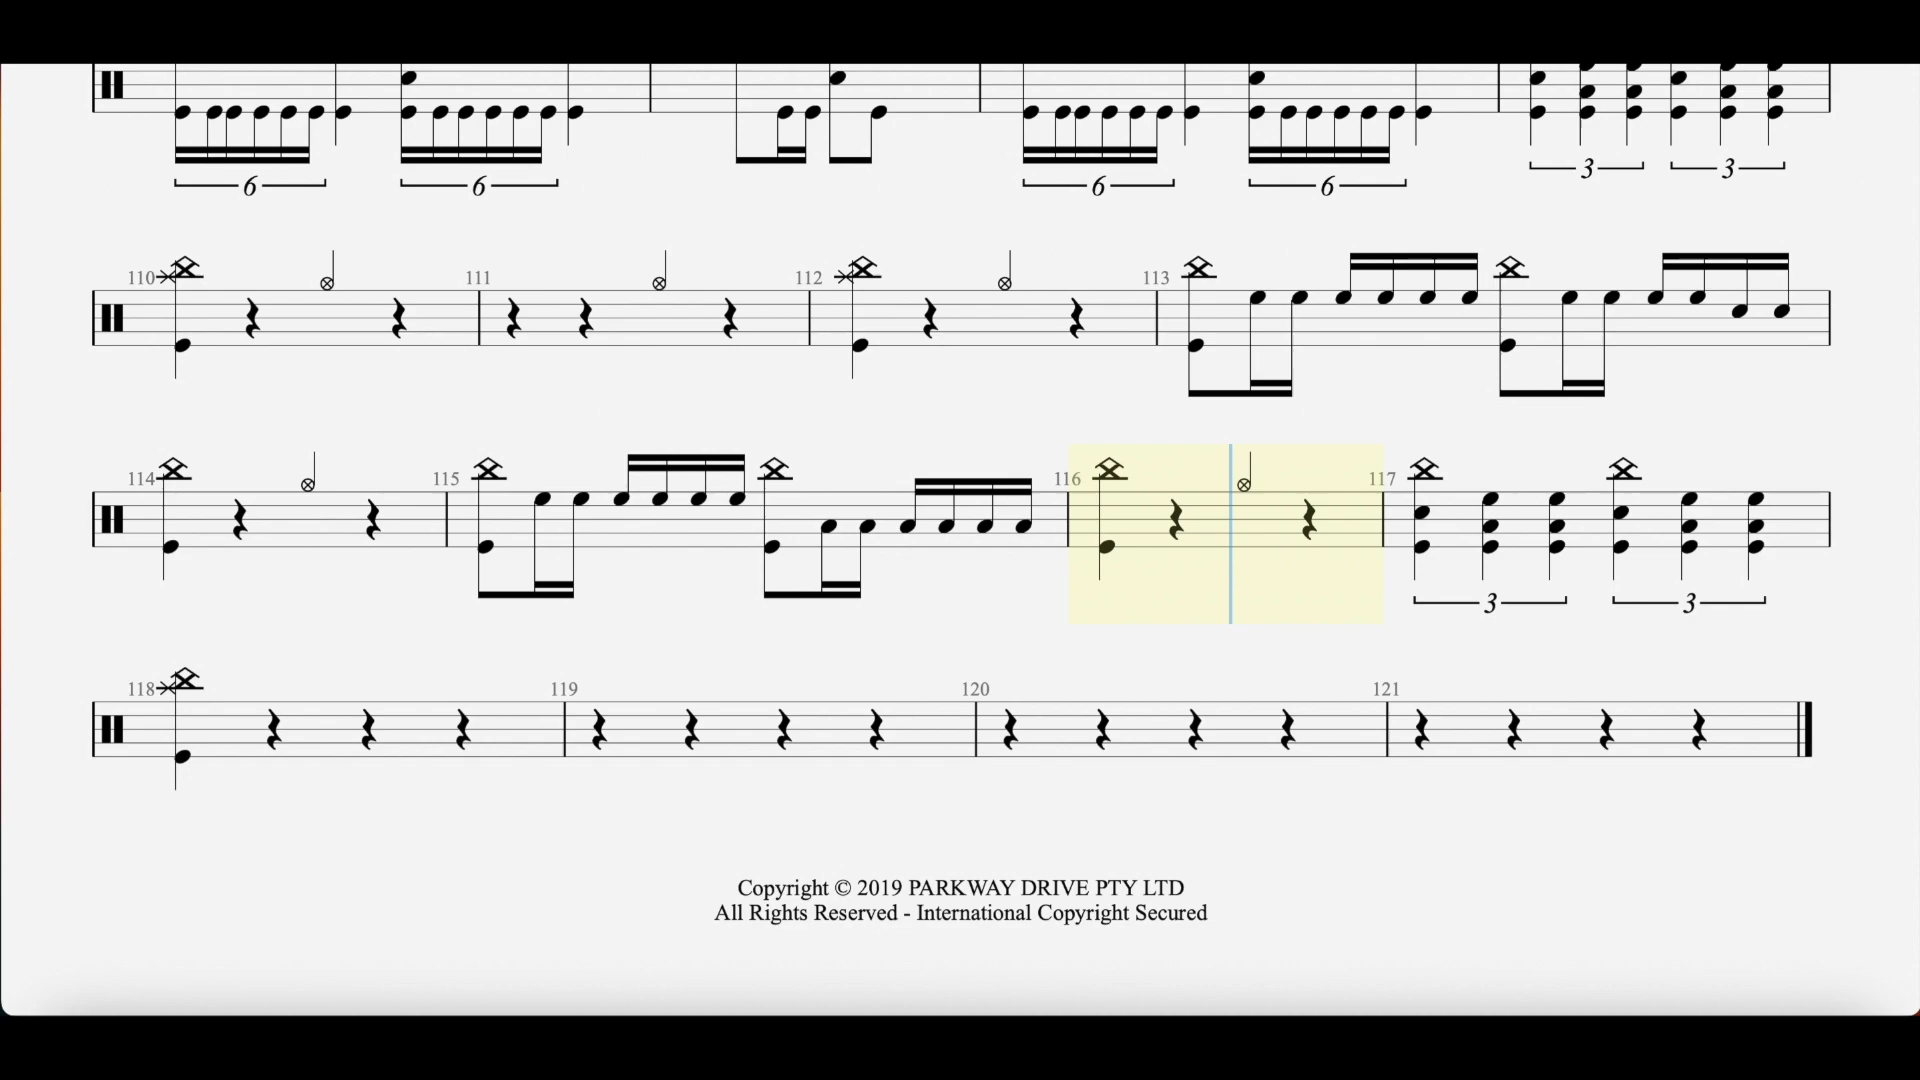 6 6 6 6 3 3
110 111 112 113
114 115 116 117
3 3
118 119 120 121
Copyright © 2019 PARKWAY DRIVE PTY LTD
All Rights Reserved - International Copyright Secured